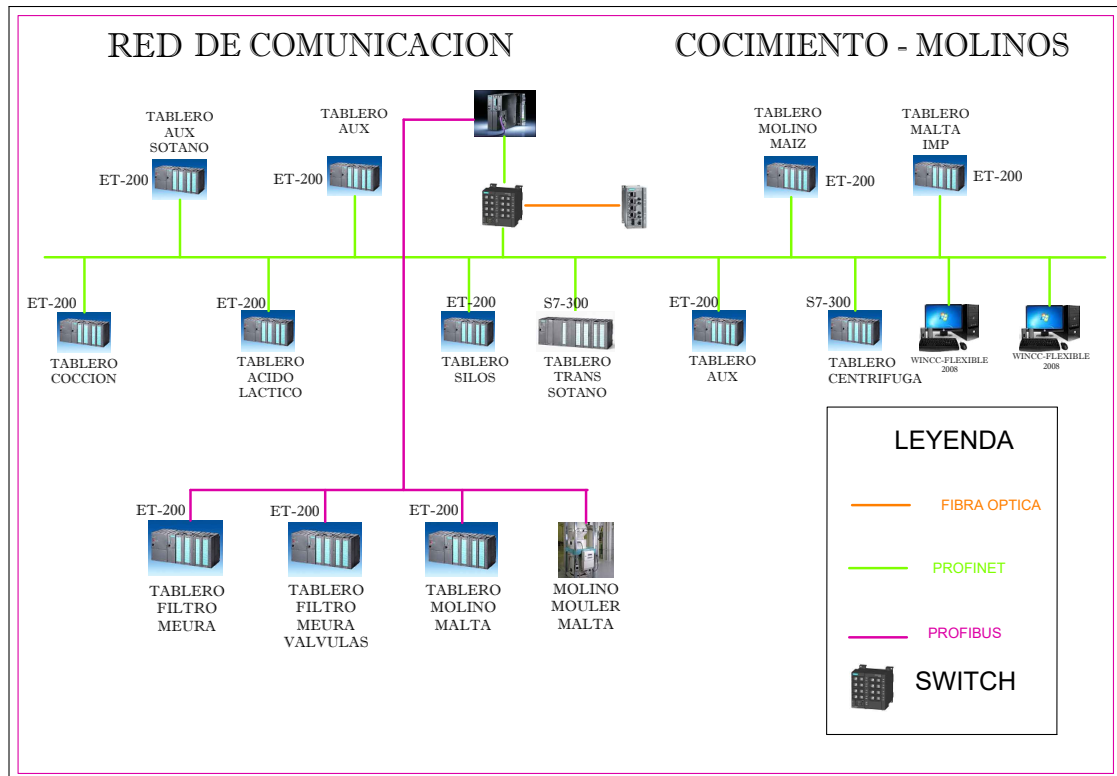 RED DE COMUNICACION
COCIMIENTO - MOLINOS
TABLERO
AUX
SOTANO
ET-200
TABLERO
AUX
ET-200
TABLERO
MOLINO
MAIZ
ET-200
TABLERO
MALTA
IMP
ET-200
ET-200
TABLERO
COCCION
ET-200
TABLERO
ACIDO
LACTICO
ET-200
TABLERO
SILOS
S7-300
TABLERO
TRANS
SOTANO
ET-200
TABLERO
AUX
S7-300
TABLERO
CENTRIFUGA
WINCC-FLEXIBLE
2008
WINCC-FLEXIBLE
2008
ET-200
TABLERO
FILTRO
MEURA
ET-200
TABLERO
FILTRO
MEURA
VALVULAS
ET-200
TABLERO
MOLINO
MALTA
MOLINO
MOULER
MALTA
LEYENDA
FIBRA OPTICA
PROFINET
PROFIBUS
SWITCH